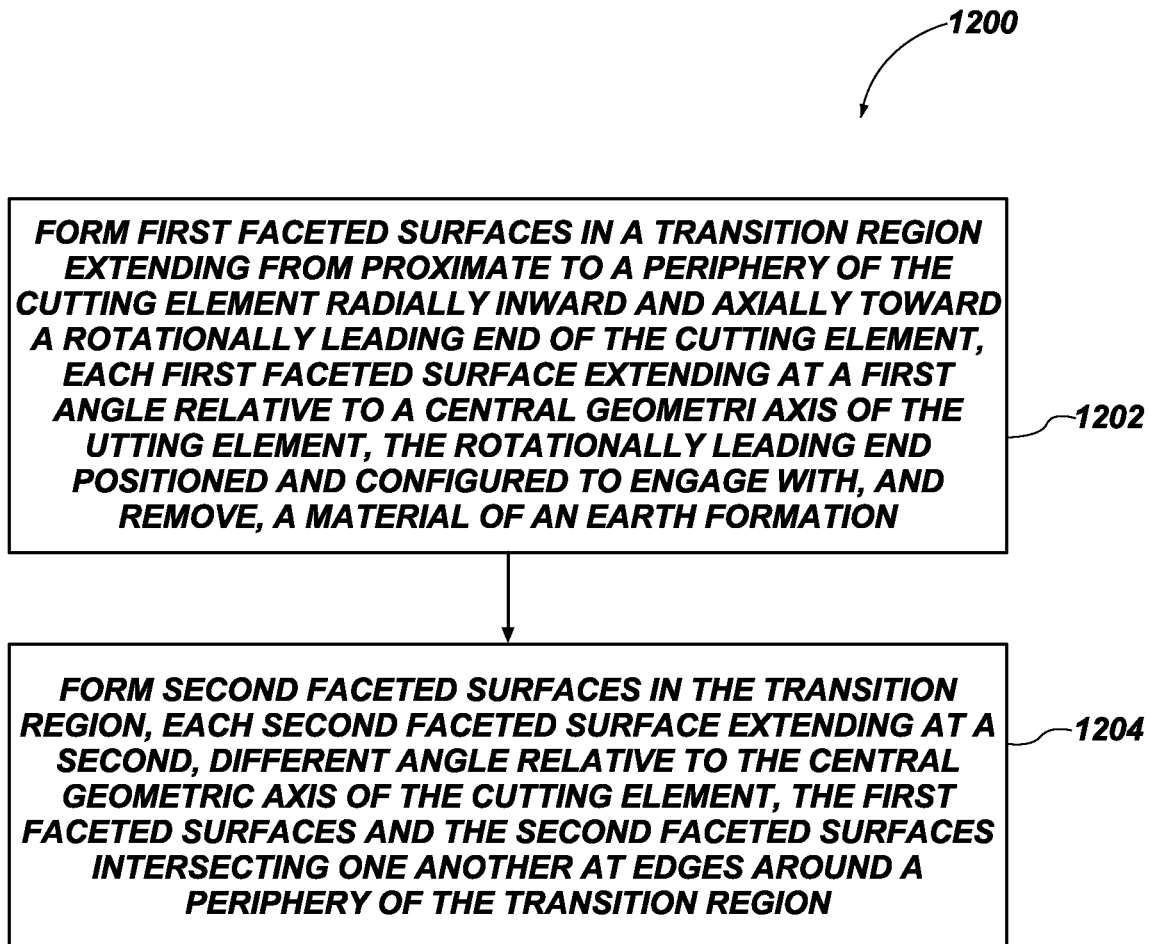 1200
FORM FIRST FACETED SURFACES IN A TRANSITION REGION
EXTENDING FROM PROXIMATE TO A PERIPHERY OF THE
CUTTING ELEMENT RADIALLY INWARD AND AXIALLY TOWARD
A ROTATIONALLY LEADING END OF THE CUTTING ELEMENT,
EACH FIRST FACETED SURFACE EXTENDING AT A FIRST
ANGLE RELATIVE TO A CENTRAL GEOMETRI AXIS OF THE
UTTING ELEMENT, THE ROTATIONALLY LEADING END
POSITIONED AND CONFIGURED TO ENGAGE WITH, AND
REMOVE, A MATERIAL OF AN EARTH FORMATION
1202
FORM SECOND FACETED SURFACES IN THE TRANSITION
REGION, EACH SECOND FACETED SURFACE EXTENDING AT A
SECOND, DIFFERENT ANGLE RELATIVE TO THE CENTRAL
GEOMETRIC AXIS OF THE CUTTING ELEMENT, THE FIRST
FACETED SURFACES AND THE SECOND FACETED SURFACES
INTERSECTING ONE ANOTHER AT EDGES AROUND A
PERIPHERY OF THE TRANSITION REGION
1204